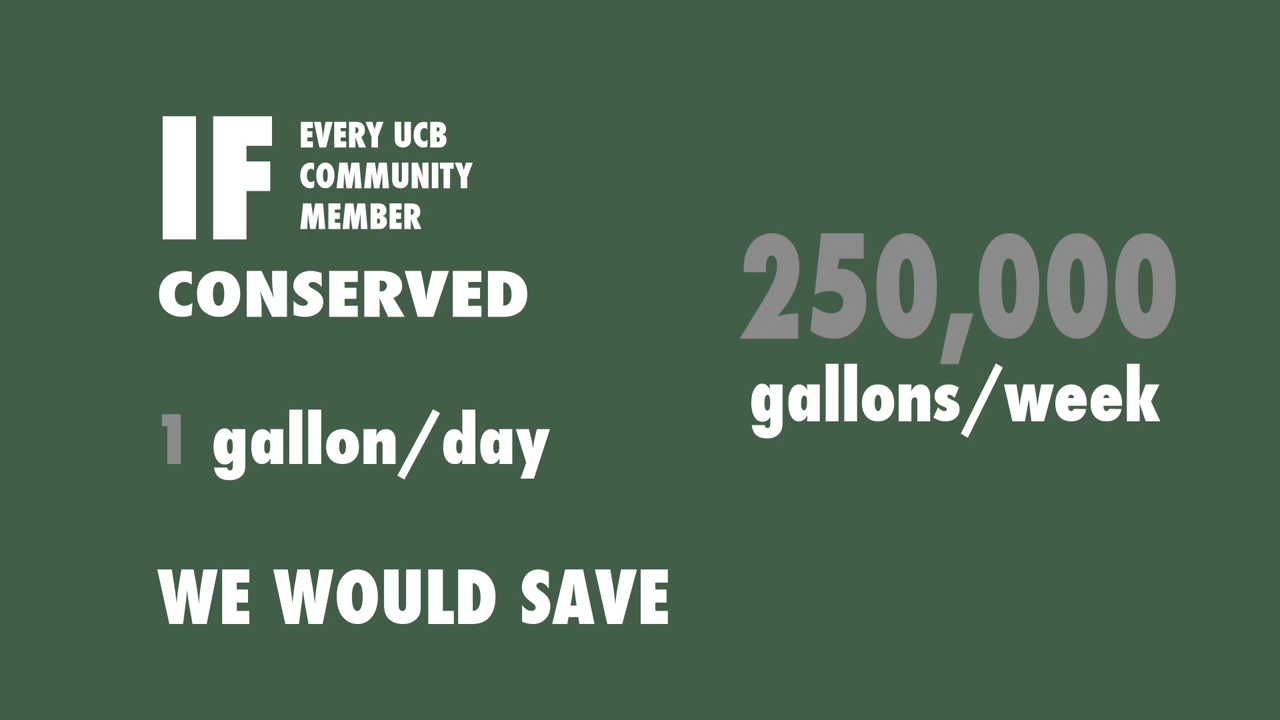 IF EVERY UCB
COMMUNITY
MEMBER
CONSERVED
1 gallon/day
WE WOULD SAVE
250,000
gallons/week